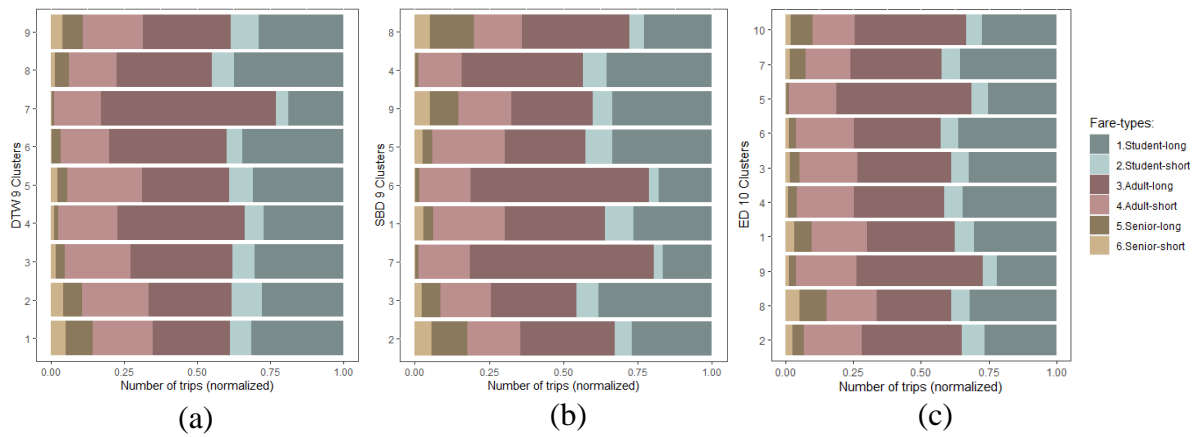 DTW 9 Clusters
9
8
7
6
5
4
3
2
1
0.00 0.25 0.50 0.75 1.00
Number of trips (normalized)
(a)
SBD 9 Clusters
8
4
9
5
6
1
7
3
2
0.00 0.25 0.50 0.75 1.00
Number of trips (normalized)
(b)
ED 10 Clusters
10
7
5
6
3
4
1
9
8
2
0.00 0.25 0.50 0.75 1.00
Number of trips (normalized)
(c)
Fare-types:
1.Student-long
2.Student-short
3.Adult-long
4.Adult-short
5.Senior-long
6.Senior-short